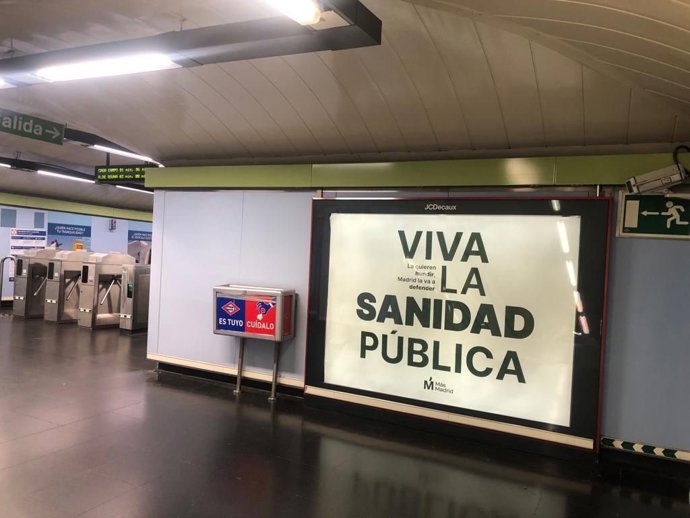 Salida
JCDecaux
VIVA
LA
La quieren
hundir,
Madrid la va a
defender
SANIDAD
PÚBLICA
Más
Madrid
ES TUYO
CUÍDALO